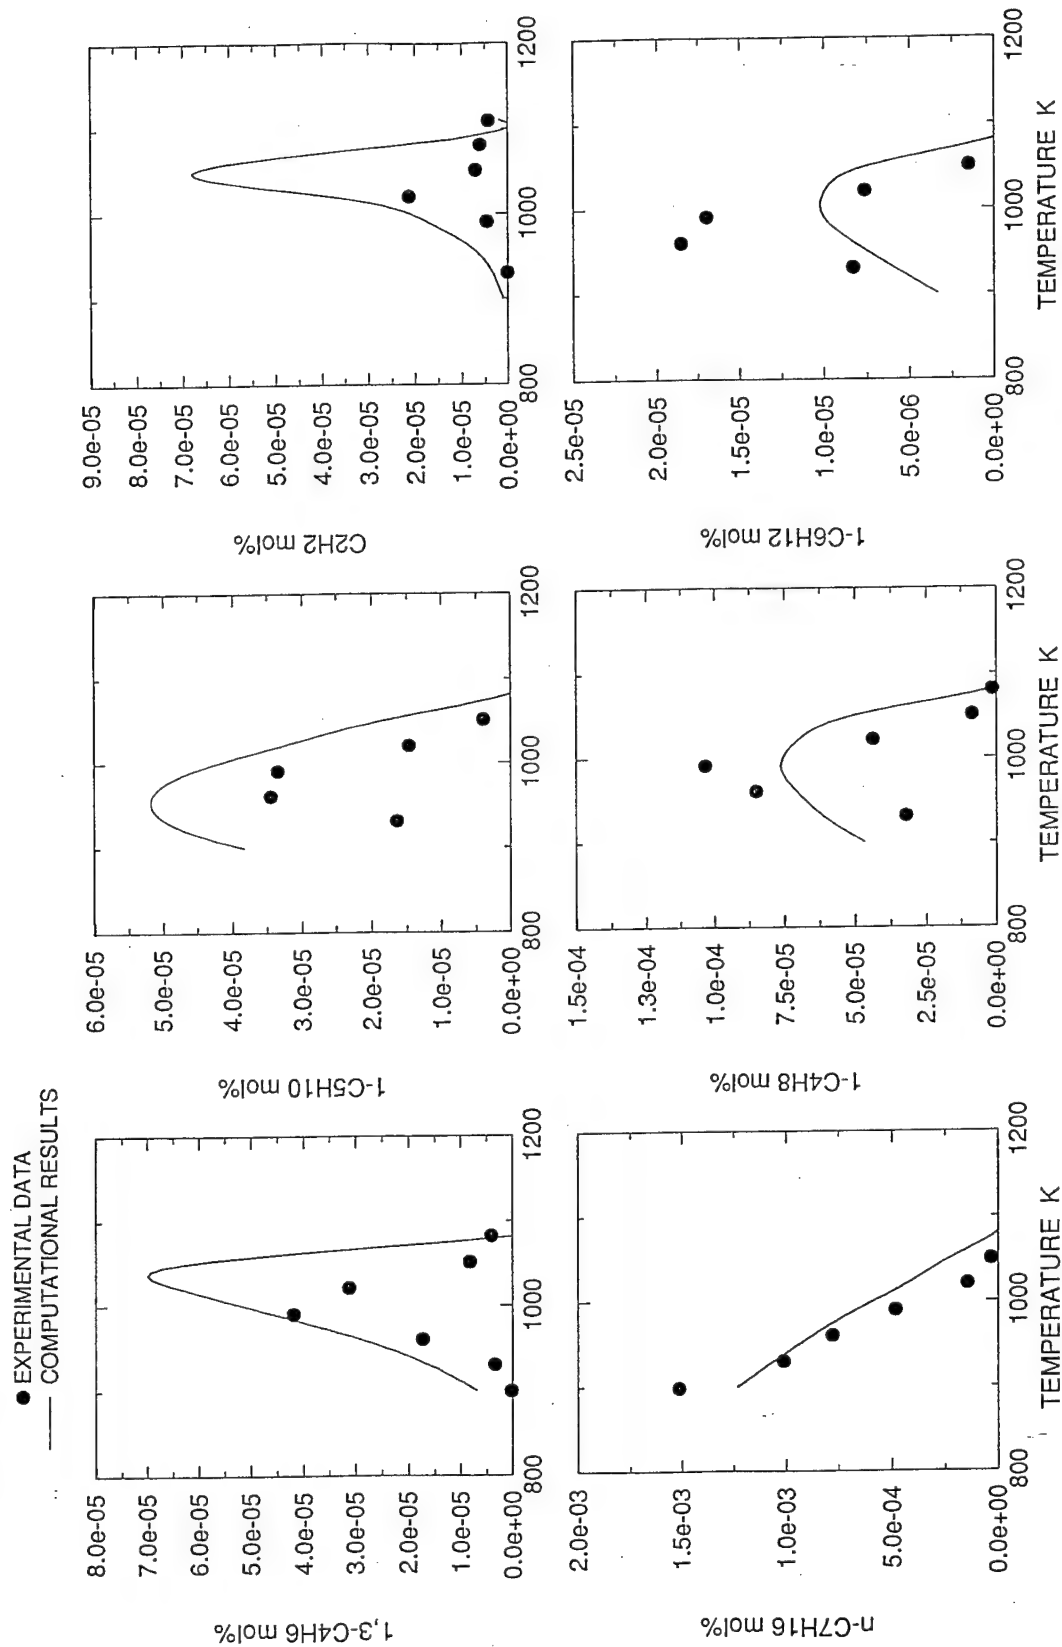 ● EXPERIMENTAL DATA
—— COMPUTATIONAL RESULTS
1,3-C4H6 mol%
8.0e-05
7.0e-05
6.0e-05
5.0e-05
4.0e-05
3.0e-05
2.0e-05
1.0e-05
0.0e+00
800
1000
1200
1-C5H10 mol%
6.0e-05
5.0e-05
4.0e-05
3.0e-05
2.0e-05
1.0e-05
0.0e+00
800
1000
1200
C2H2 mol%
9.0e-05
8.0e-05
7.0e-05
6.0e-05
5.0e-05
4.0e-05
3.0e-05
2.0e-05
1.0e-05
0.0e+00
800
1000
1200
n-C7H16 mol%
2.0e-03
1.5e-03
1.0e-03
5.0e-04
0.0e+00
800
1000
1200
TEMPERATURE K
1-C4H8 mol%
1.5e-04
1.3e-04
1.0e-04
7.5e-05
5.0e-05
2.5e-05
0.0e+00
800
1000
1200
TEMPERATURE K
1-C6H12 mol%
2.5e-05
2.0e-05
1.5e-05
1.0e-05
5.0e-06
0.0e+00
800
1000
1200
TEMPERATURE K